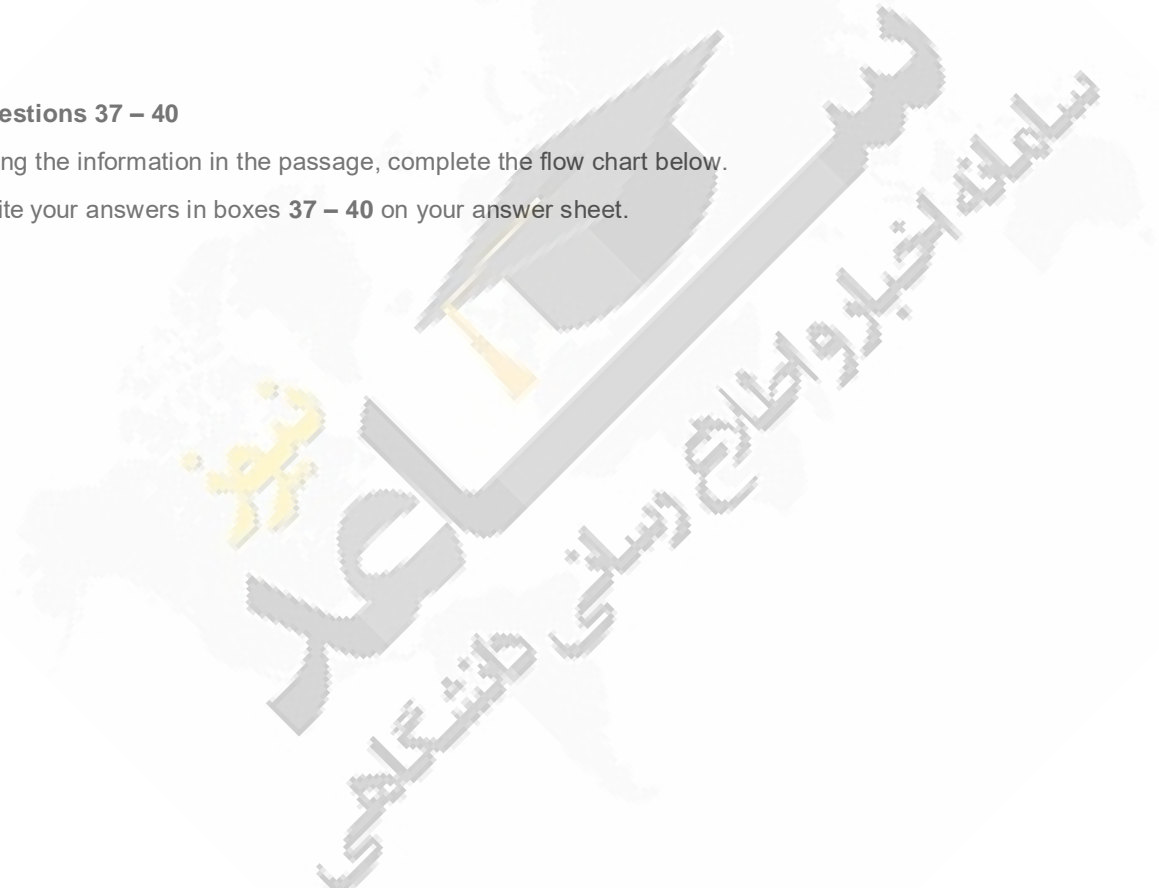 estions 37 – 40
ng the information in the passage, complete the flow chart below.
ite your answers in boxes 37 – 40 on your answer sheet.
نیوز
سامانه اخبار و اطلاع رسانی دانشگاهی